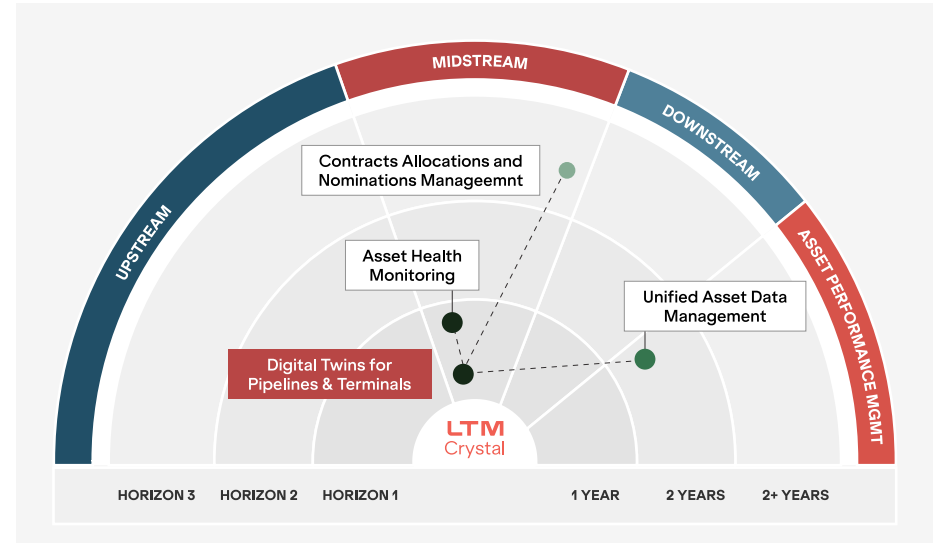 MIDSTREAM
DOWNSTREAM
UPSTREAM
ASSET PERFORMANCE MGMT
Contracts Allocations and
Nominations Manageemnt
Asset Health
Monitoring
Unified Asset Data
Management
Digital Twins for
Pipelines & Terminals
LTM
Crystal
HORIZON 3
HORIZON 2
HORIZON 1
1 YEAR
2 YEARS
2+ YEARS